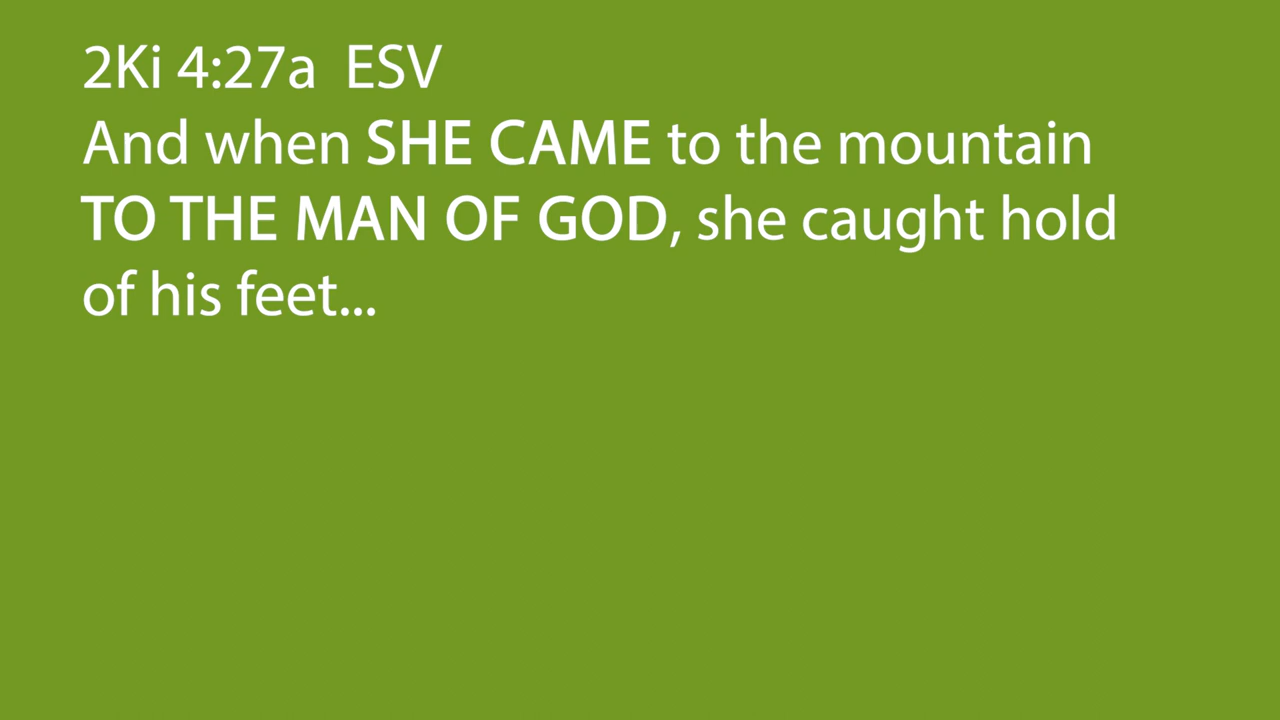 2Ki 4:27a  ESV
And when SHE CAME to the mountain
TO THE MAN OF GOD, she caught hold
of his feet...